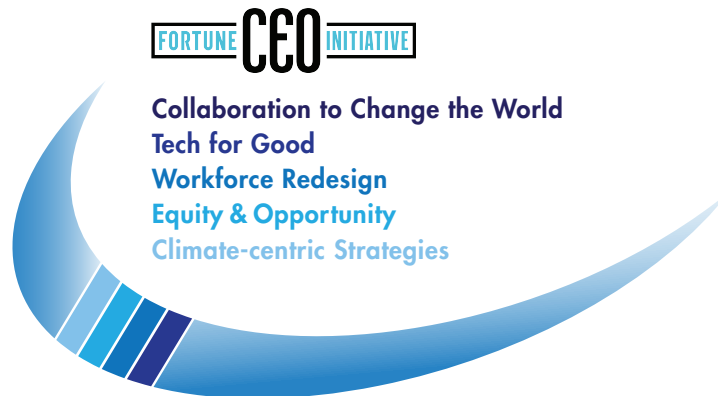 FORTUNE CEO INITIATIVE
Collaboration to Change the World
Tech for Good
Workforce Redesign
Equity & Opportunity
Climate-centric Strategies